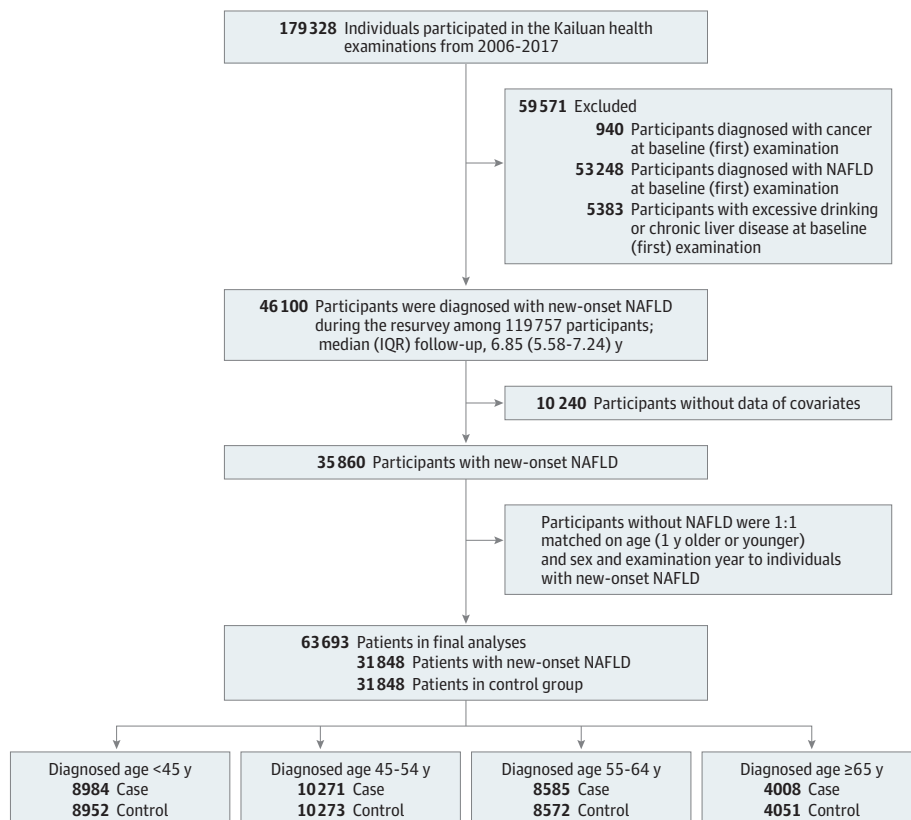 179328 Individuals participated in the Kailuan health
examinations from 2006-2017
59571 Excluded
940 Participants diagnosed with cancer
at baseline (first) examination
53248 Participants diagnosed with NAFLD
at baseline (first) examination
5383 Participants with excessive drinking
or chronic liver disease at baseline
(first) examination
46100 Participants were diagnosed with new-onset NAFLD
during the resurvey among 119757 participants;
median (IQR) follow-up, 6.85 (5.58-7.24) y
10240 Participants without data of covariates
35860 Participants with new-onset NAFLD
Participants without NAFLD were 1:1
matched on age (1 y older or younger)
and sex and examination year to individuals
with new-onset NAFLD
63693 Patients in final analyses
31848 Patients with new-onset NAFLD
31848 Patients in control group
Diagnosed age <45 y
8984 Case
8952 Control
Diagnosed age 45-54 y
10271 Case
10273 Control
Diagnosed age 55-64 y
8585 Case
8572 Control
Diagnosed age ≥65 y
4008 Case
4051 Control